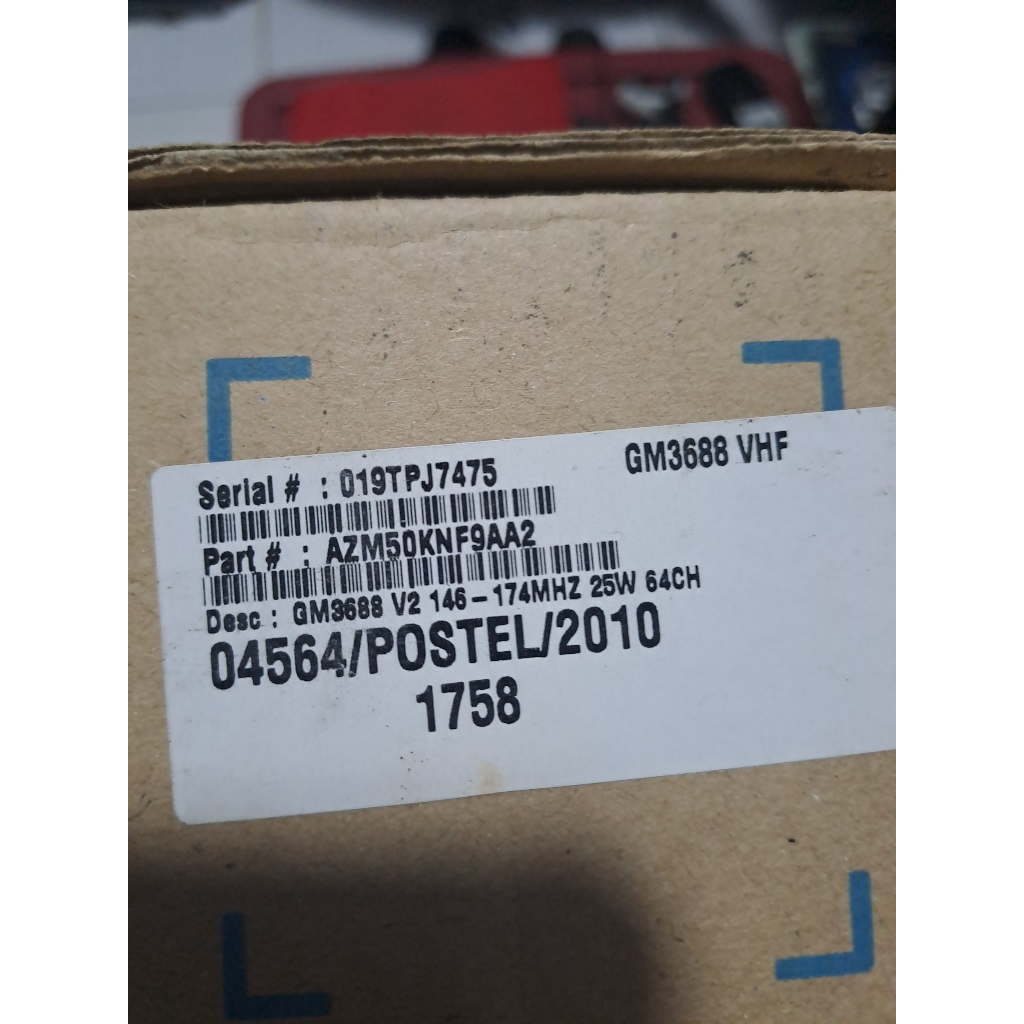 Serial # : 019TPJ7475 GM3688 VHF
Part # : AZM50KNF9AA2
Desc : GM3688 V2 146-174MHZ 25W 64CH
04564/POSTEL/2010
1758